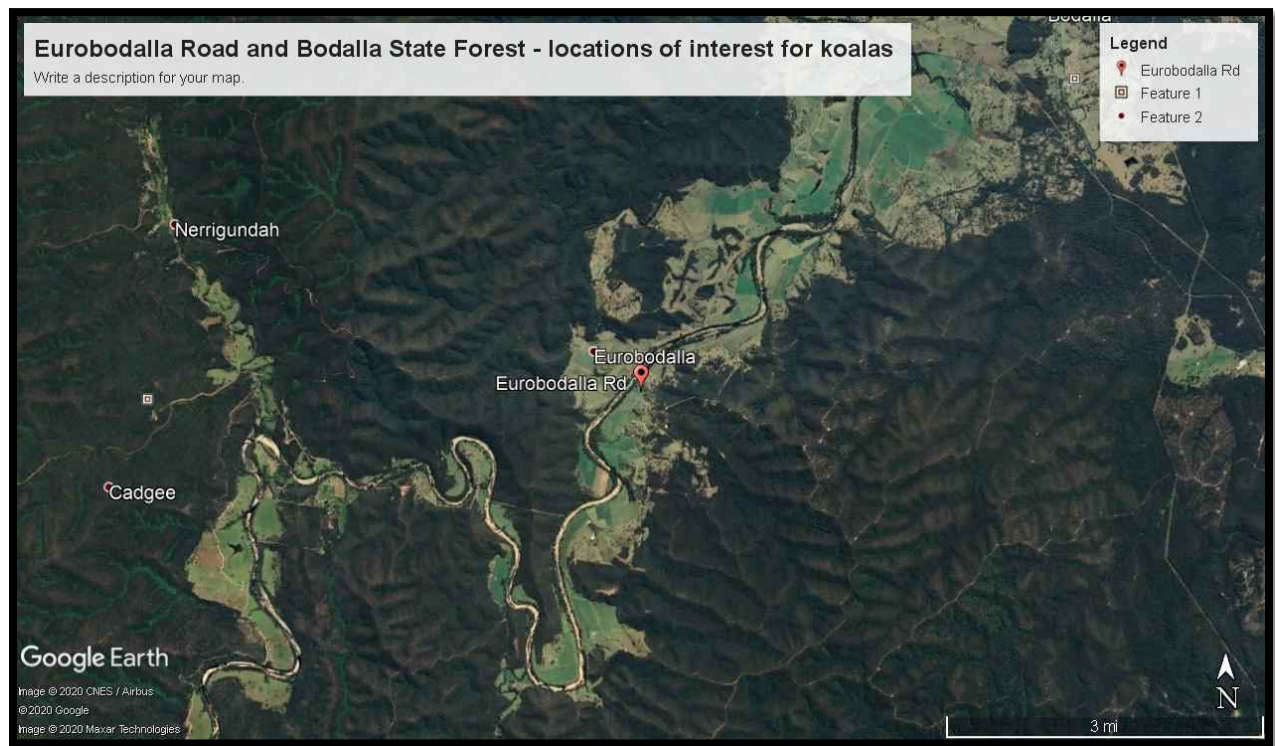 Bodalla
Eurobodalla Road and Bodalla State Forest - locations of interest for koalas
Write a description for your map.
Legend
Eurobodalla Rd
Feature 1
Feature 2
Nerrigundah
Eurobodalla
Eurobodalla Rd
Cadgee
Google Earth
Image © 2020 CNES / Airbus
©2020 Google
Image © 2020 Maxar Technologies
N
3 mi